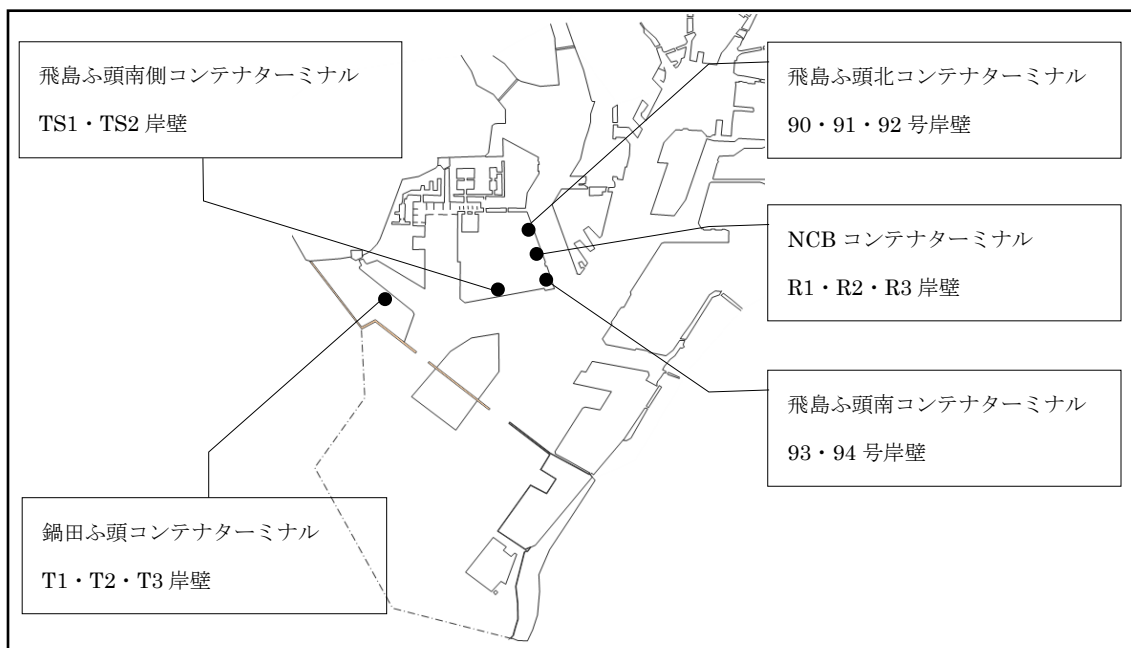 飛島ふ頭南側コンテナターミナル
TS1・TS2 岸壁
飛島ふ頭北コンテナターミナル
90・91・92 号岸壁
NCB コンテナターミナル
R1・R2・R3 岸壁
飛島ふ頭南コンテナターミナル
93・94 号岸壁
鍋田ふ頭コンテナターミナル
T1・T2・T3 岸壁